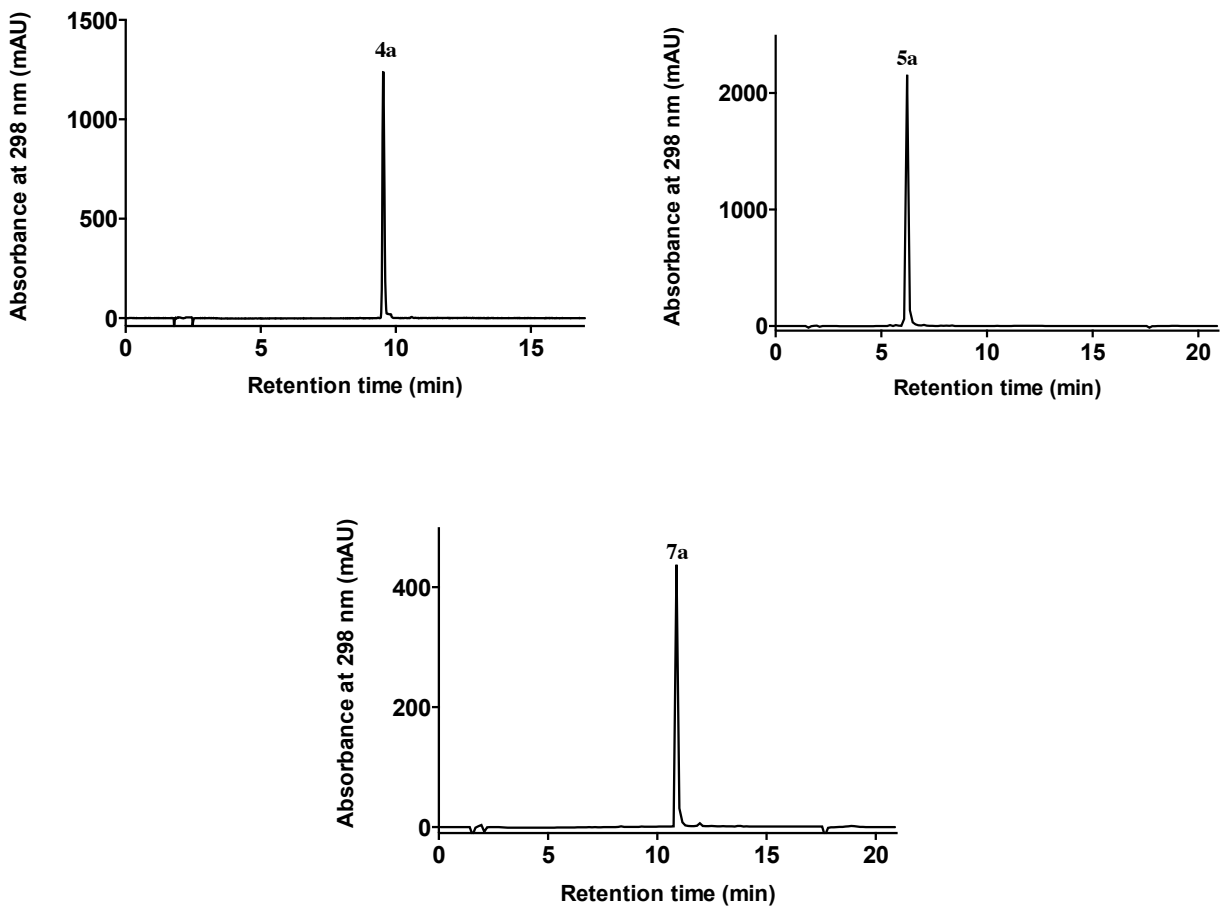 Absorbance at 298 nm (mAU)
1500
1000
500
0
4a
0 5 10 15
Retention time (min)
Absorbance at 298 nm (mAU)
2000
1000
0
5a
0 5 10 15 20
Retention time (min)
Absorbance at 298 nm (mAU)
400
200
0
7a
0 5 10 15 20
Retention time (min)